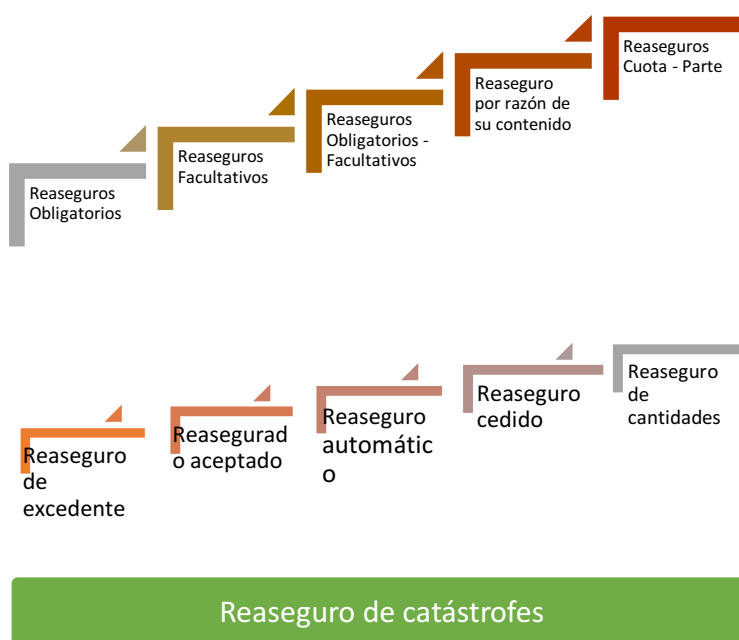 Reaseguros
Obligatorios
Reaseguros
Facultativos
Reaseguros
Obligatorios -
Facultativos
Reaseguro
por razón de
su contenido
Reaseguros
Cuota - Parte
Reaseguro
de
excedente
Reasegurad
o aceptado
Reaseguro
automátic
o
Reaseguro
cedido
Reaseguro
de
cantidades
Reaseguro de catástrofes